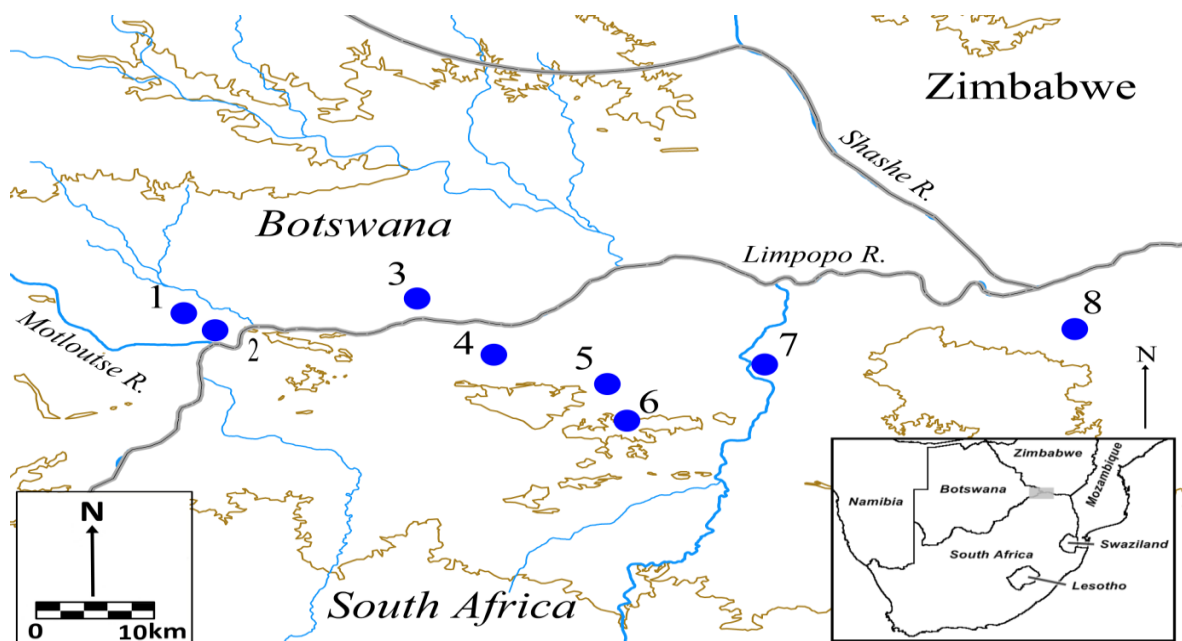 Zimbabwe
Shashe R.
Botswana
Limpopo R.
3
1
8
Motloutse R.
2
4
5
7
N
6
South Africa
N
0 10km
Zimbabwe
Mozambique
Namibia
Botswana
South Africa
Swaziland
Lesotho